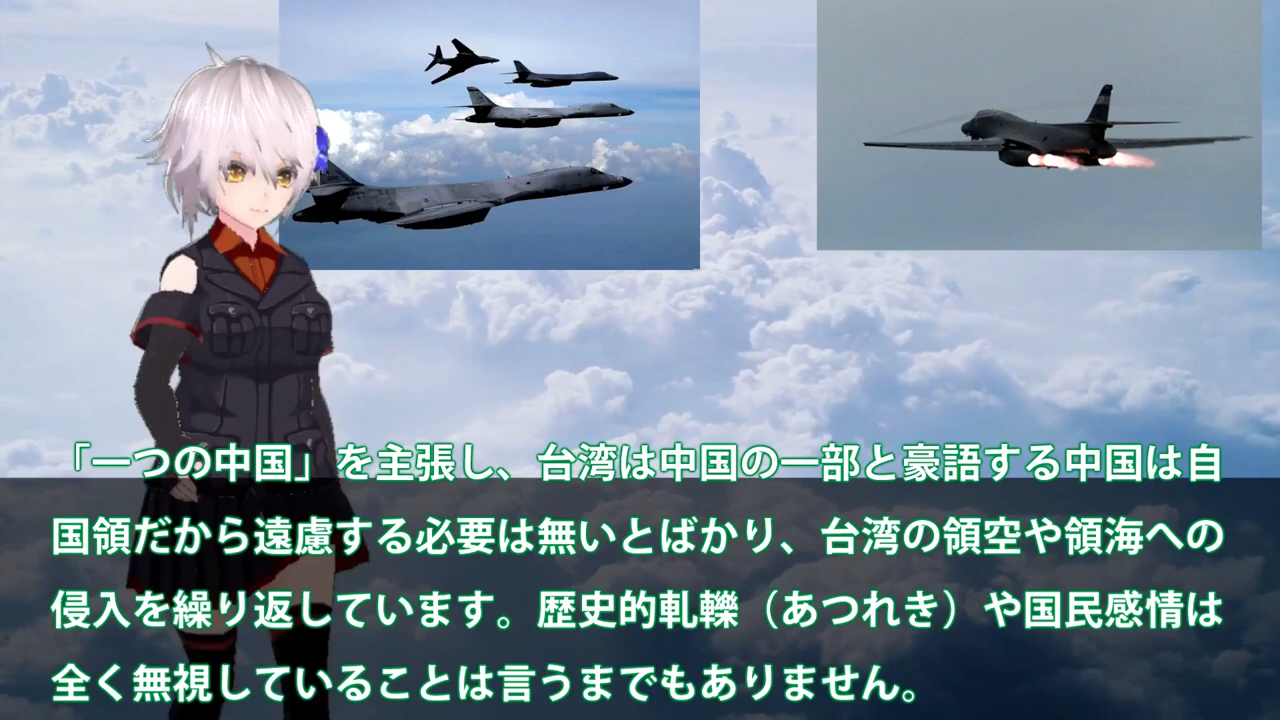 「一つの中国」を主張し、台湾は中国の一部と豪語する中国は自
国領だから遠慮する必要は無いとばかり、台湾の領空や領海への
侵入を繰り返しています。歴史的軋轢（あつれき）や国民感情は
全く無視していることは言うまでもありません。